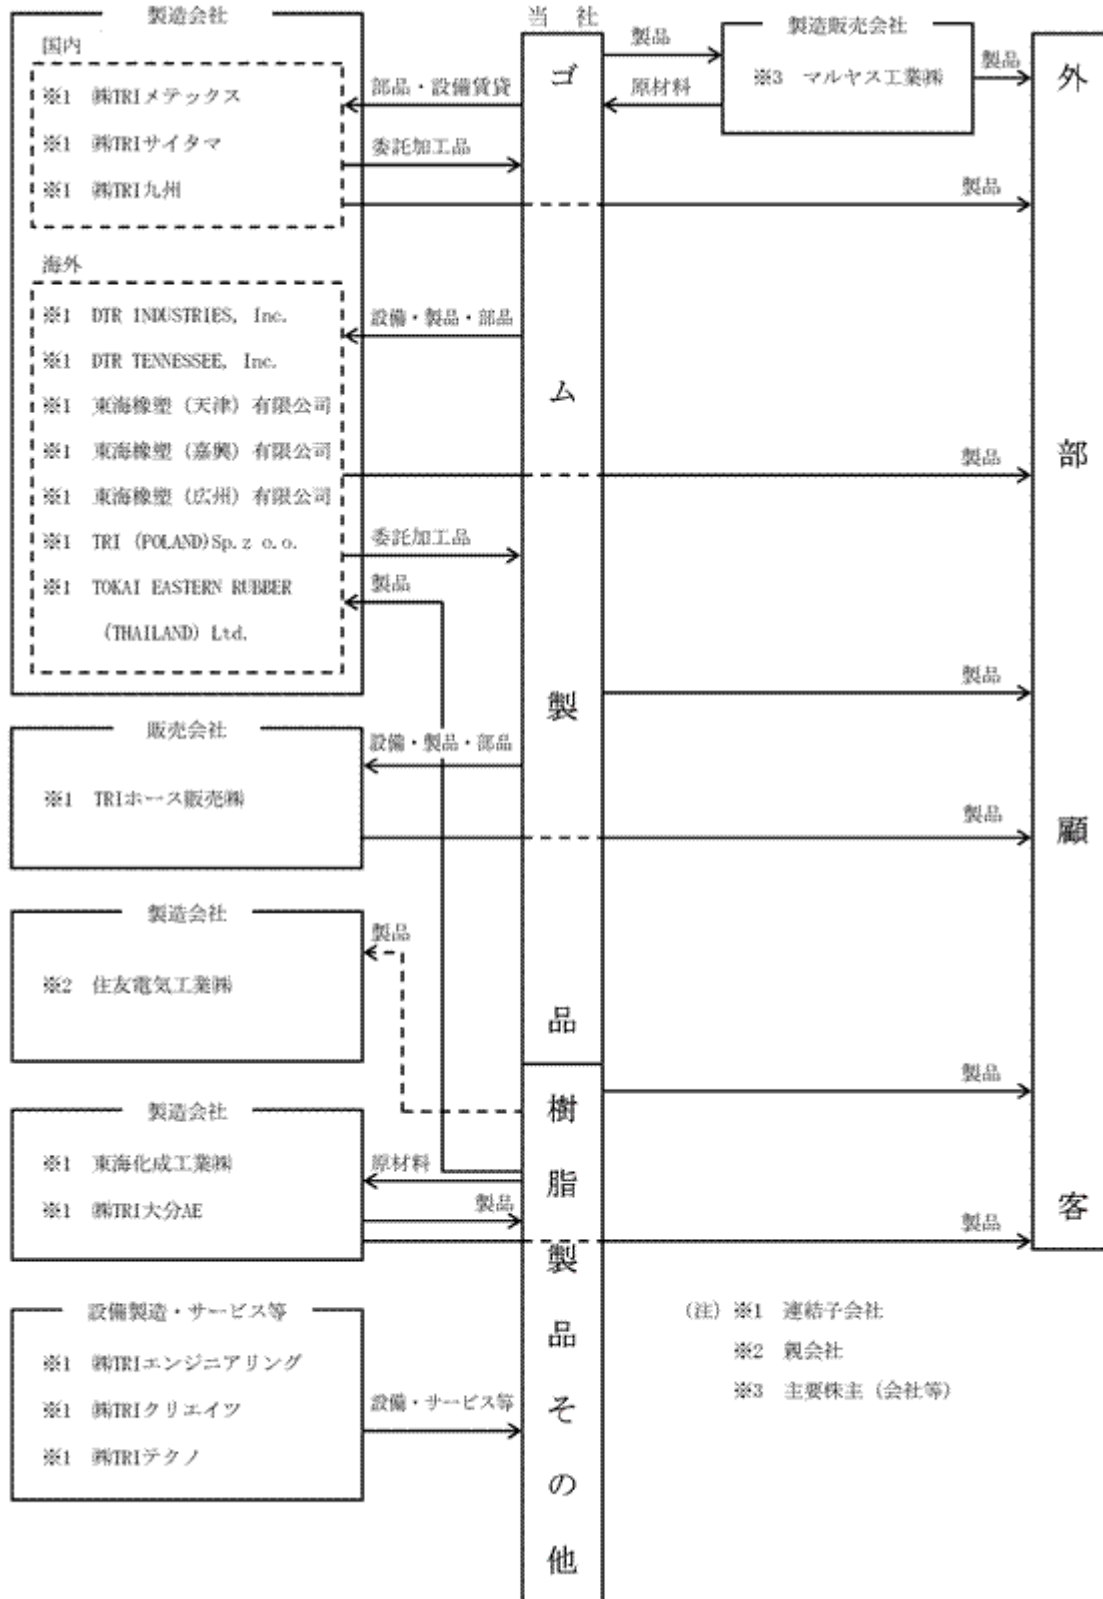 製造会社
国内
※1 ㈱TRIメテックス
※1 ㈱TRIサイタマ
※1 ㈱TRI九州
海外
※1 DTR INDUSTRIES, Inc.
※1 DTR TENNESSEE, Inc.
※1 東海橡塑（天津）有限公司
※1 東海橡塑（嘉興）有限公司
※1 東海橡塑（広州）有限公司
※1 TRI (POLAND)Sp.z o.o.
※1 TOKAI EASTERN RUBBER
(THAILAND) Ltd.
販売会社
※1 TRIホース販売㈱
製造会社
※2 住友電気工業㈱
製造会社
※1 東海化成工業㈱
※1 ㈱TRI大分AE
設備製造・サービス等
※1 ㈱TRIエンジニアリング
※1 ㈱TRIクリエイツ
※1 ㈱TRIテクノ
部品・設備賃貸
委託加工品
設備・製品・部品
委託加工品
製品
設備・製品・部品
製品
原材料
製品
設備・サービス等
当社
ゴム製品
樹脂製品その他
製品
原材料
製造販売会社
※3 マルヤス工業㈱
製品
製品
製品
製品
製品
製品
製品
外部顧客
（注）※1 連結子会社
※2 親会社
※3 主要株主（会社等）